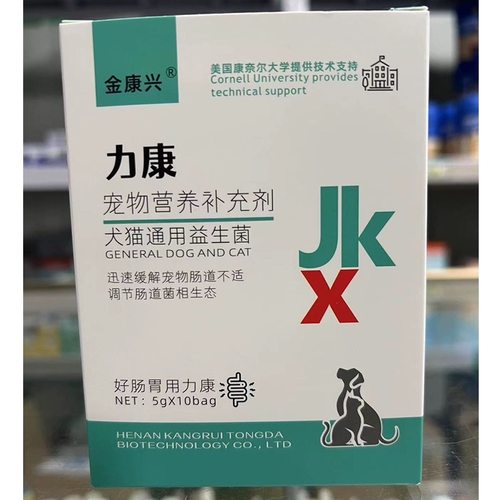 金康兴®
美国康奈尔大学提供技术支持
Cornell University provides
technical support
力康
宠物营养补充剂
犬猫通用益生菌
GENERAL DOG AND CAT
迅速缓解宠物肠道不适
调节肠道菌相生态
Jk
x
好肠胃用力康
NET: 5gX10bag
HENAN KANGRUI TONGDA
BIOTECHNOLOGY CO., LTD